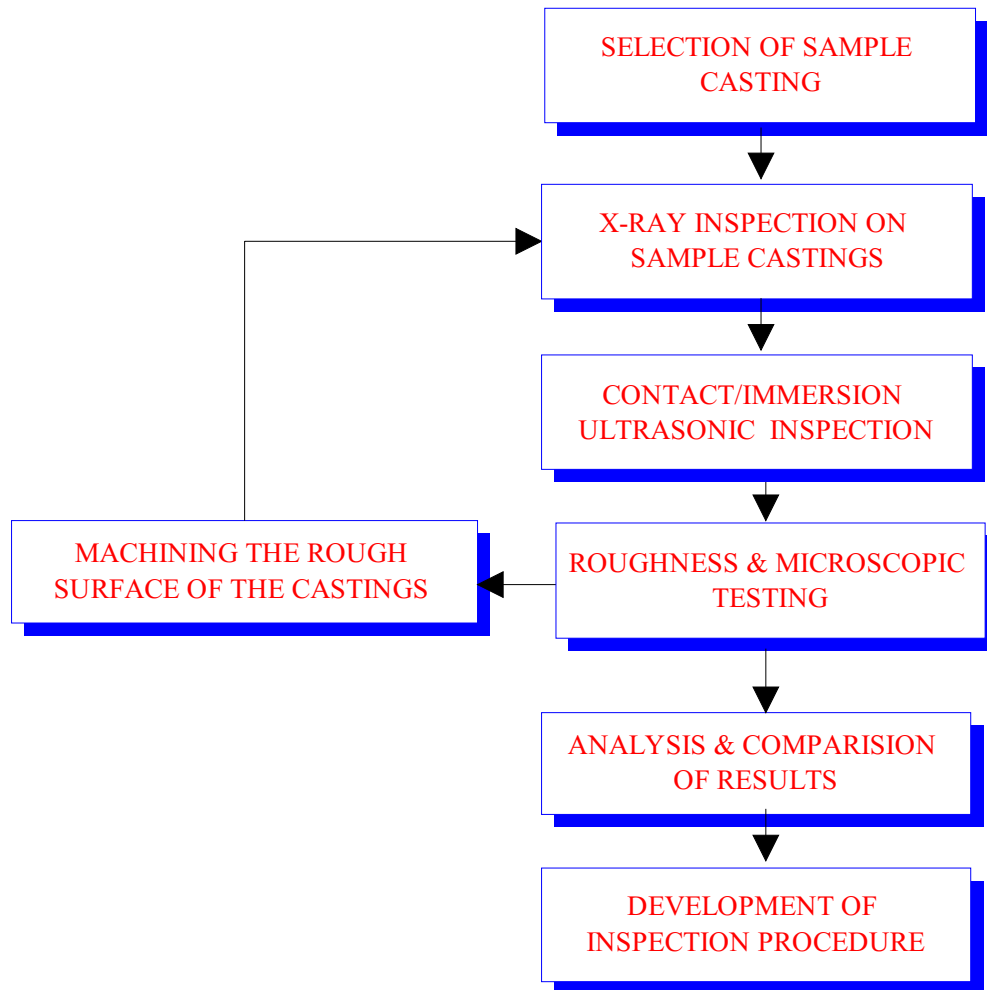 SELECTION OF SAMPLE
CASTING
X-RAY INSPECTION ON
SAMPLE CASTINGS
CONTACT/IMMERSION
ULTRASONIC INSPECTION
MACHINING THE ROUGH
SURFACE OF THE CASTINGS
ROUGHNESS & MICROSCOPIC
TESTING
ANALYSIS & COMPARISION
OF RESULTS
DEVELOPMENT OF
INSPECTION PROCEDURE